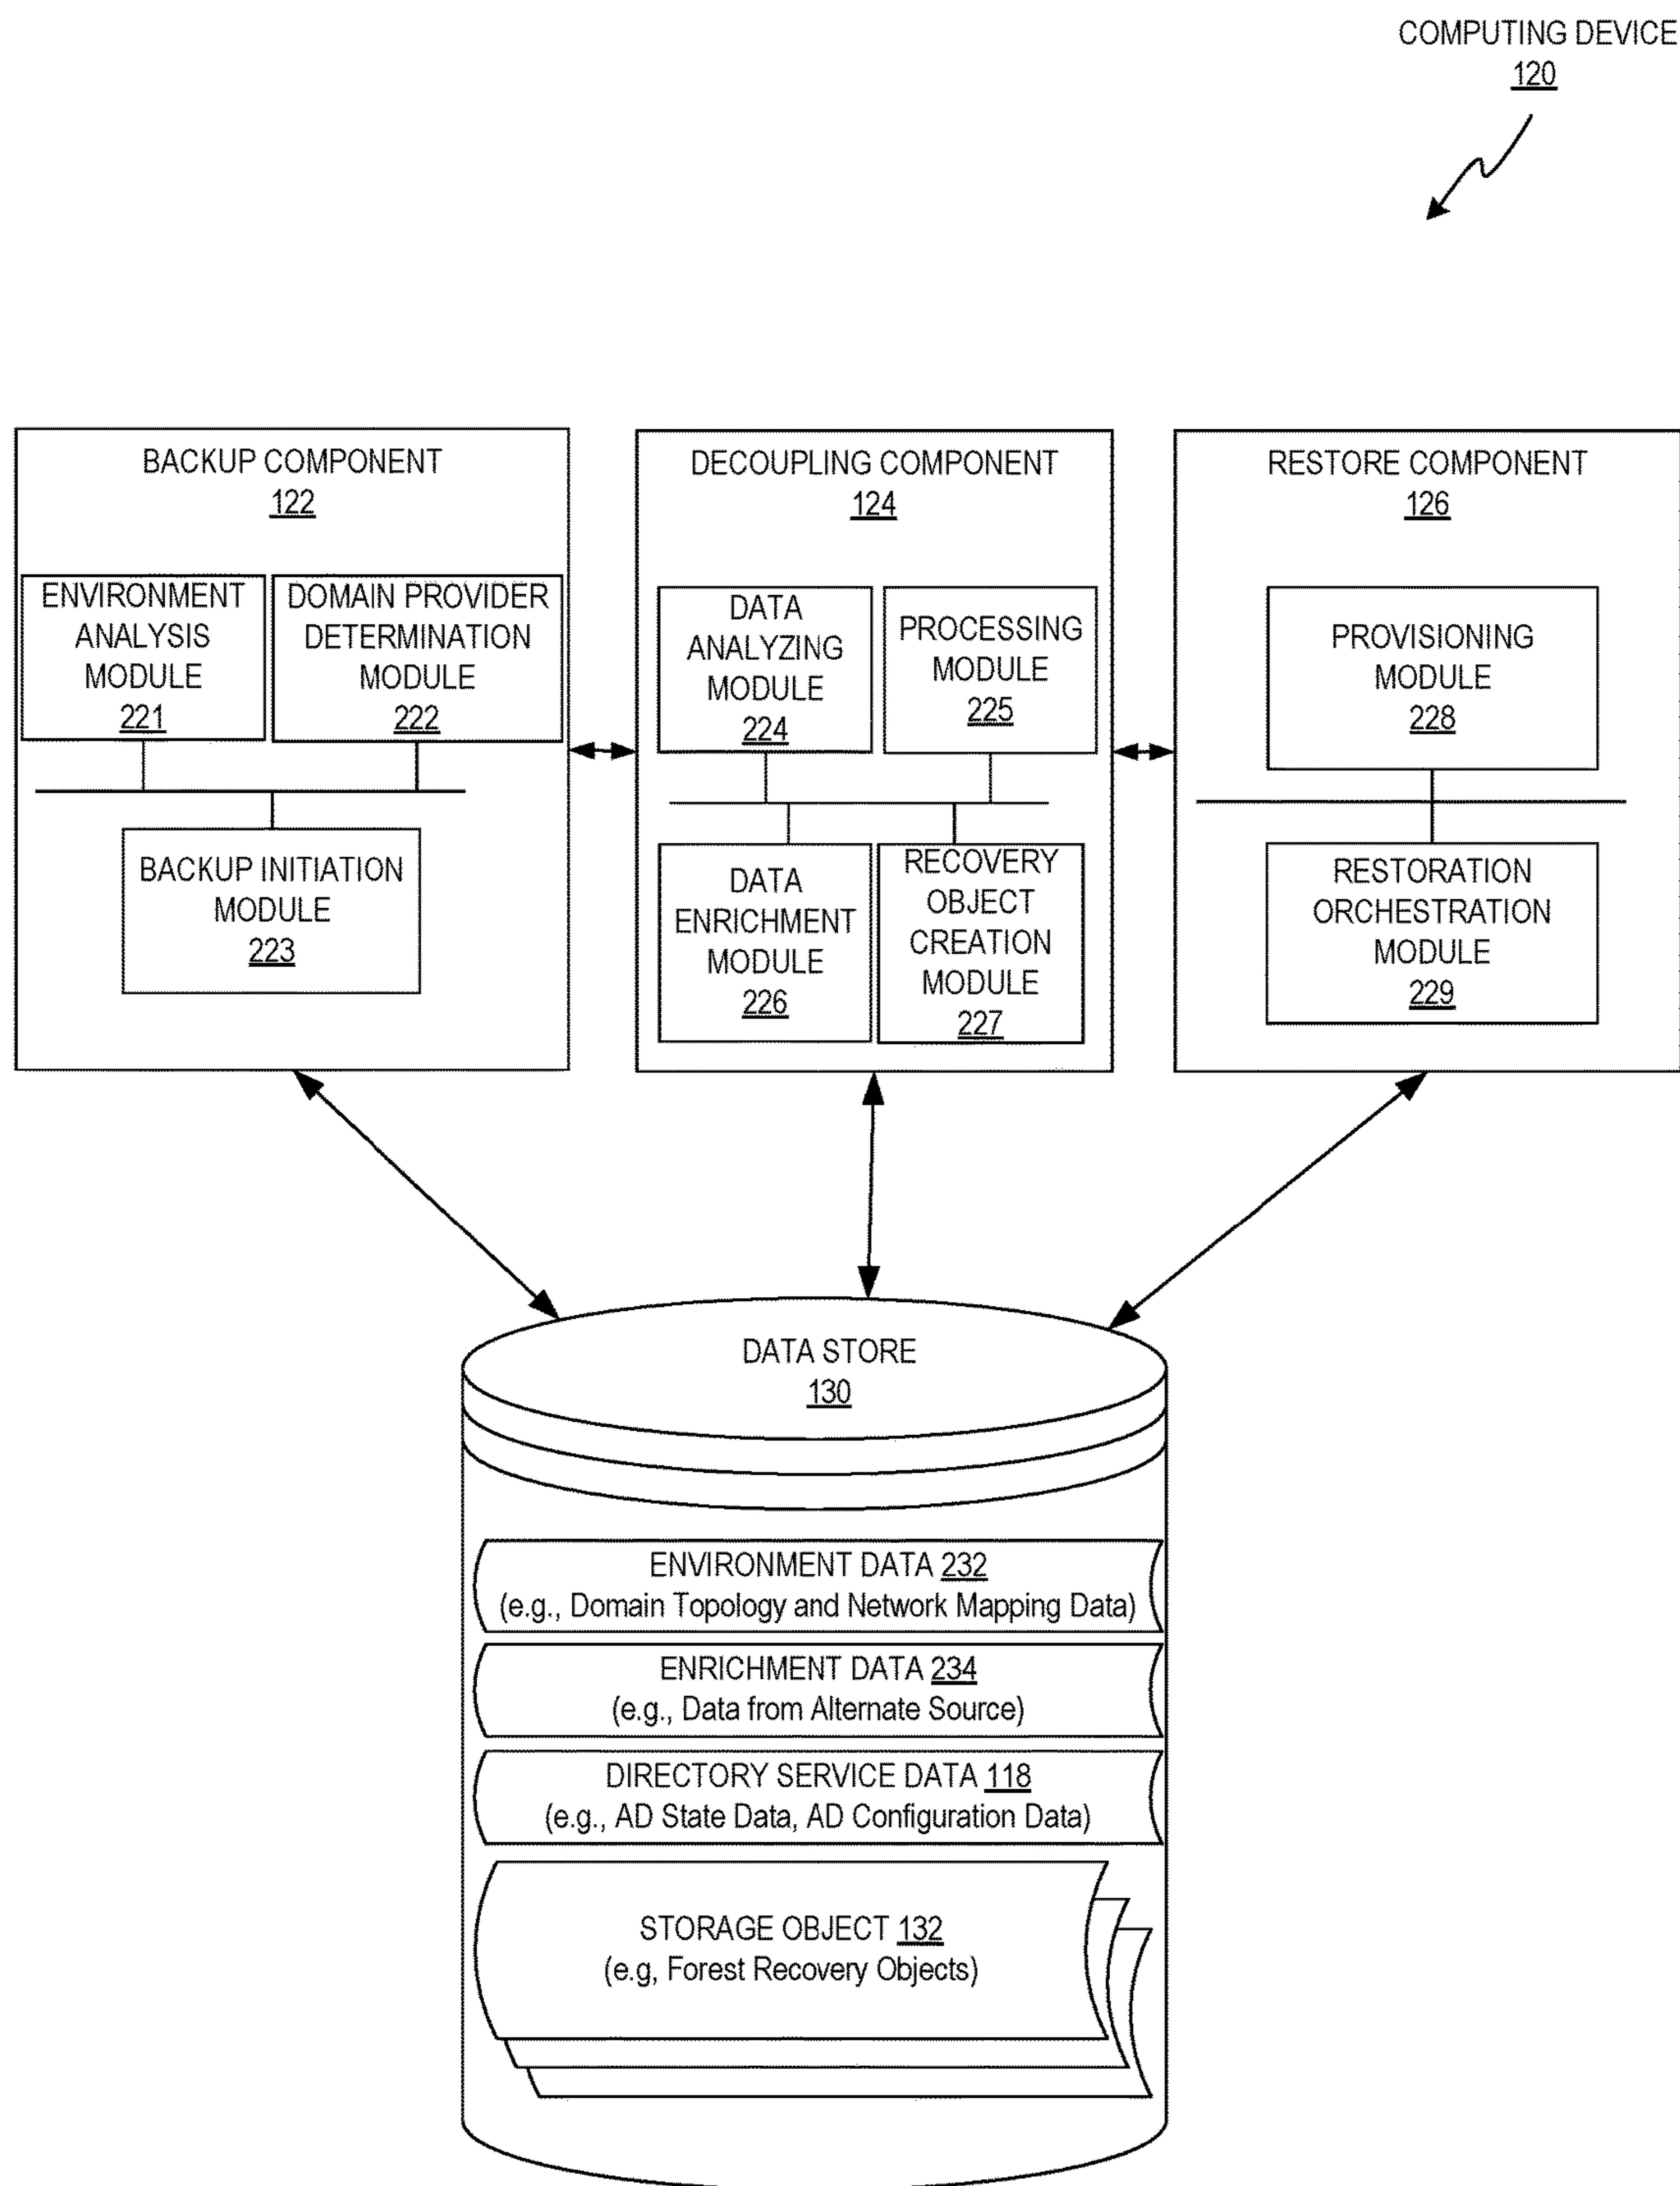 COMPUTING DEVICE
120
BACKUP COMPONENT
122
ENVIRONMENT
ANALYSIS
MODULE
221
DOMAIN PROVIDER
DETERMINATION
MODULE
222
BACKUP INITIATION
MODULE
223
DECOUPLING COMPONENT
124
DATA
ANALYZING
MODULE
224
PROCESSING
MODULE
225
DATA
ENRICHMENT
MODULE
226
RECOVERY
OBJECT
CREATION
MODULE
227
RESTORE COMPONENT
126
PROVISIONING
MODULE
228
RESTORATION
ORCHESTRATION
MODULE
229
DATA STORE
130
ENVIRONMENT DATA 232
(e.g., Domain Topology and Network Mapping Data)
ENRICHMENT DATA 234
(e.g., Data from Alternate Source)
DIRECTORY SERVICE DATA 118
(e.g., AD State Data, AD Configuration Data)
STORAGE OBJECT 132
(e.g, Forest Recovery Objects)